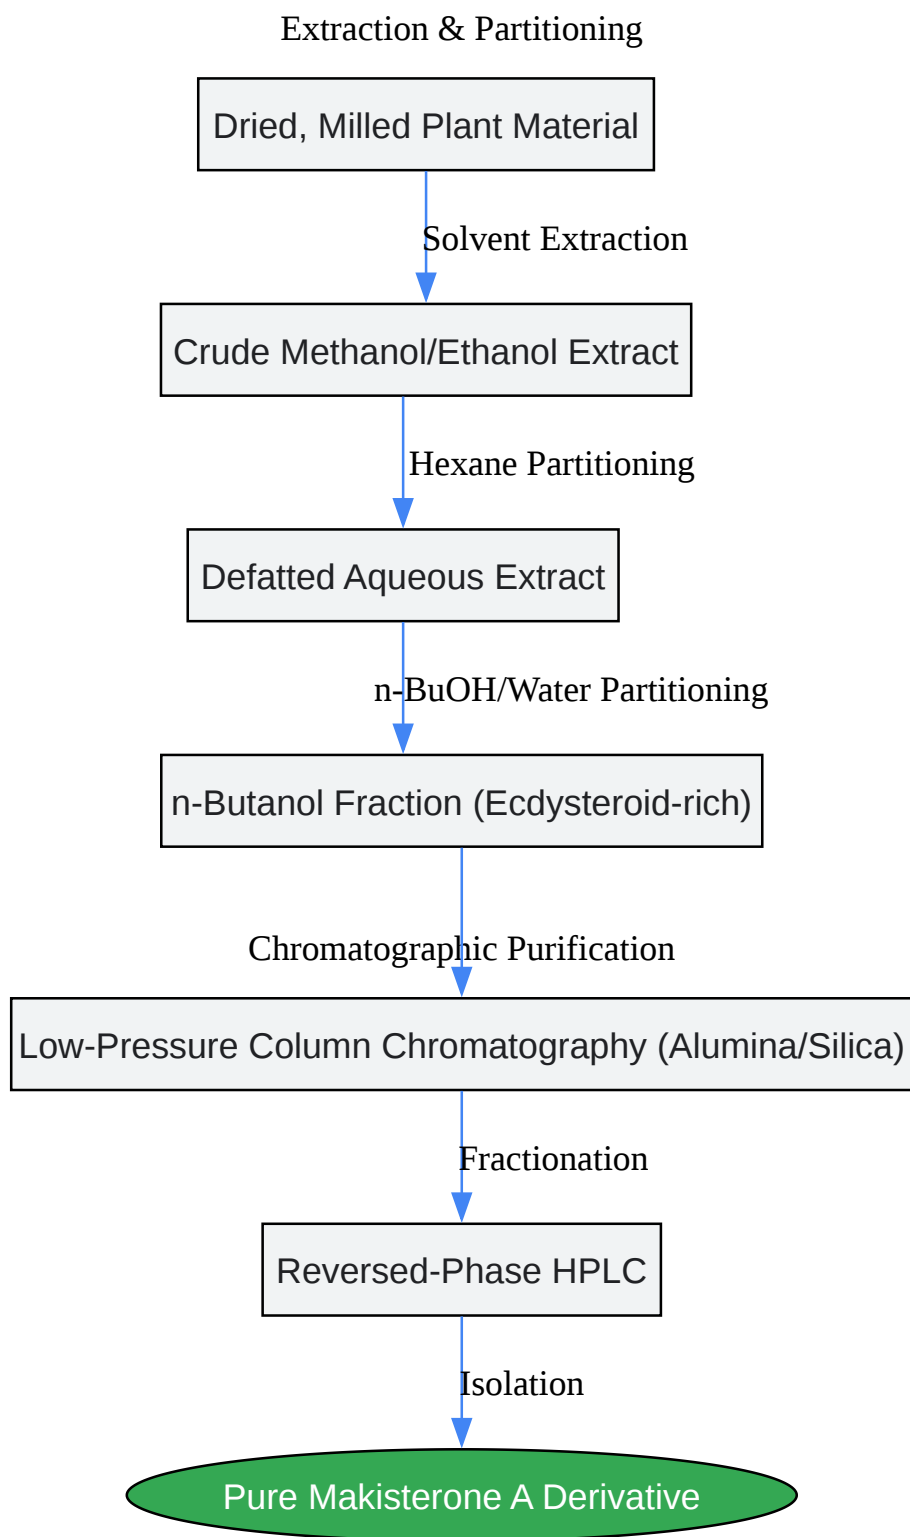 Extraction & Partitioning
Dried, Milled Plant Material
Solvent Extraction
Crude Methanol/Ethanol Extract
Hexane Partitioning
Defatted Aqueous Extract
n-BuOH/Water Partitioning
n-Butanol Fraction (Ecdysteroid-rich)
Chromatographic Purification
Low-Pressure Column Chromatography (Alumina/Silica)
Fractionation
Reversed-Phase HPLC
Isolation
Pure Makisterone A Derivative